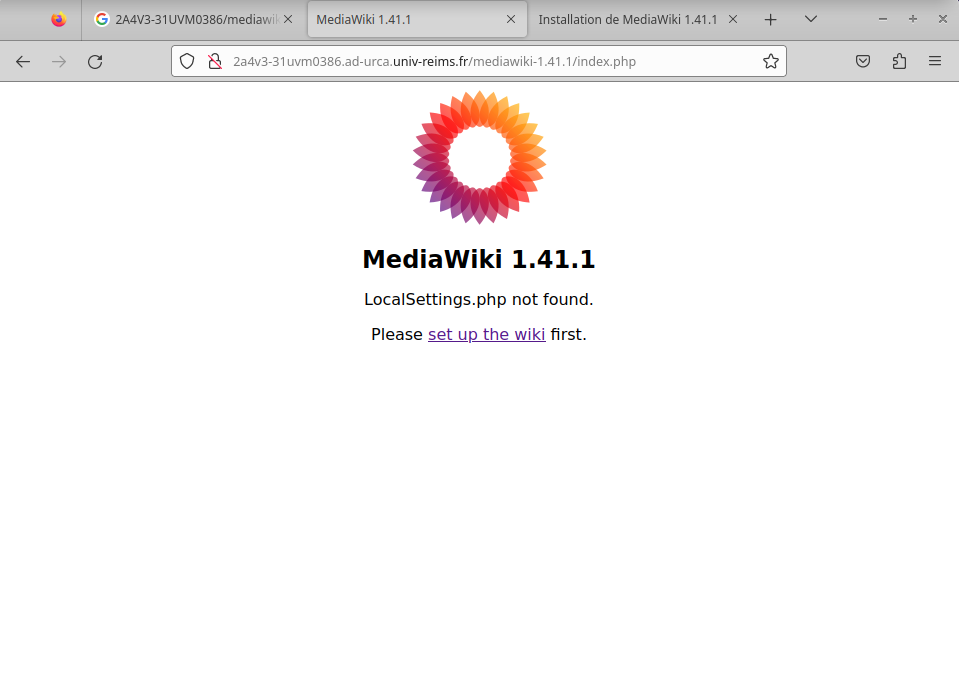 2A4V3-31UVM0386/mediawik
MediaWiki 1.41.1
Installation de MediaWiki 1.41.1
2a4v3-31uvm0386.ad-urca.univ-reims.fr/mediawiki-1.41.1/index.php
MediaWiki 1.41.1
LocalSettings.php not found.
Please set up the wiki first.